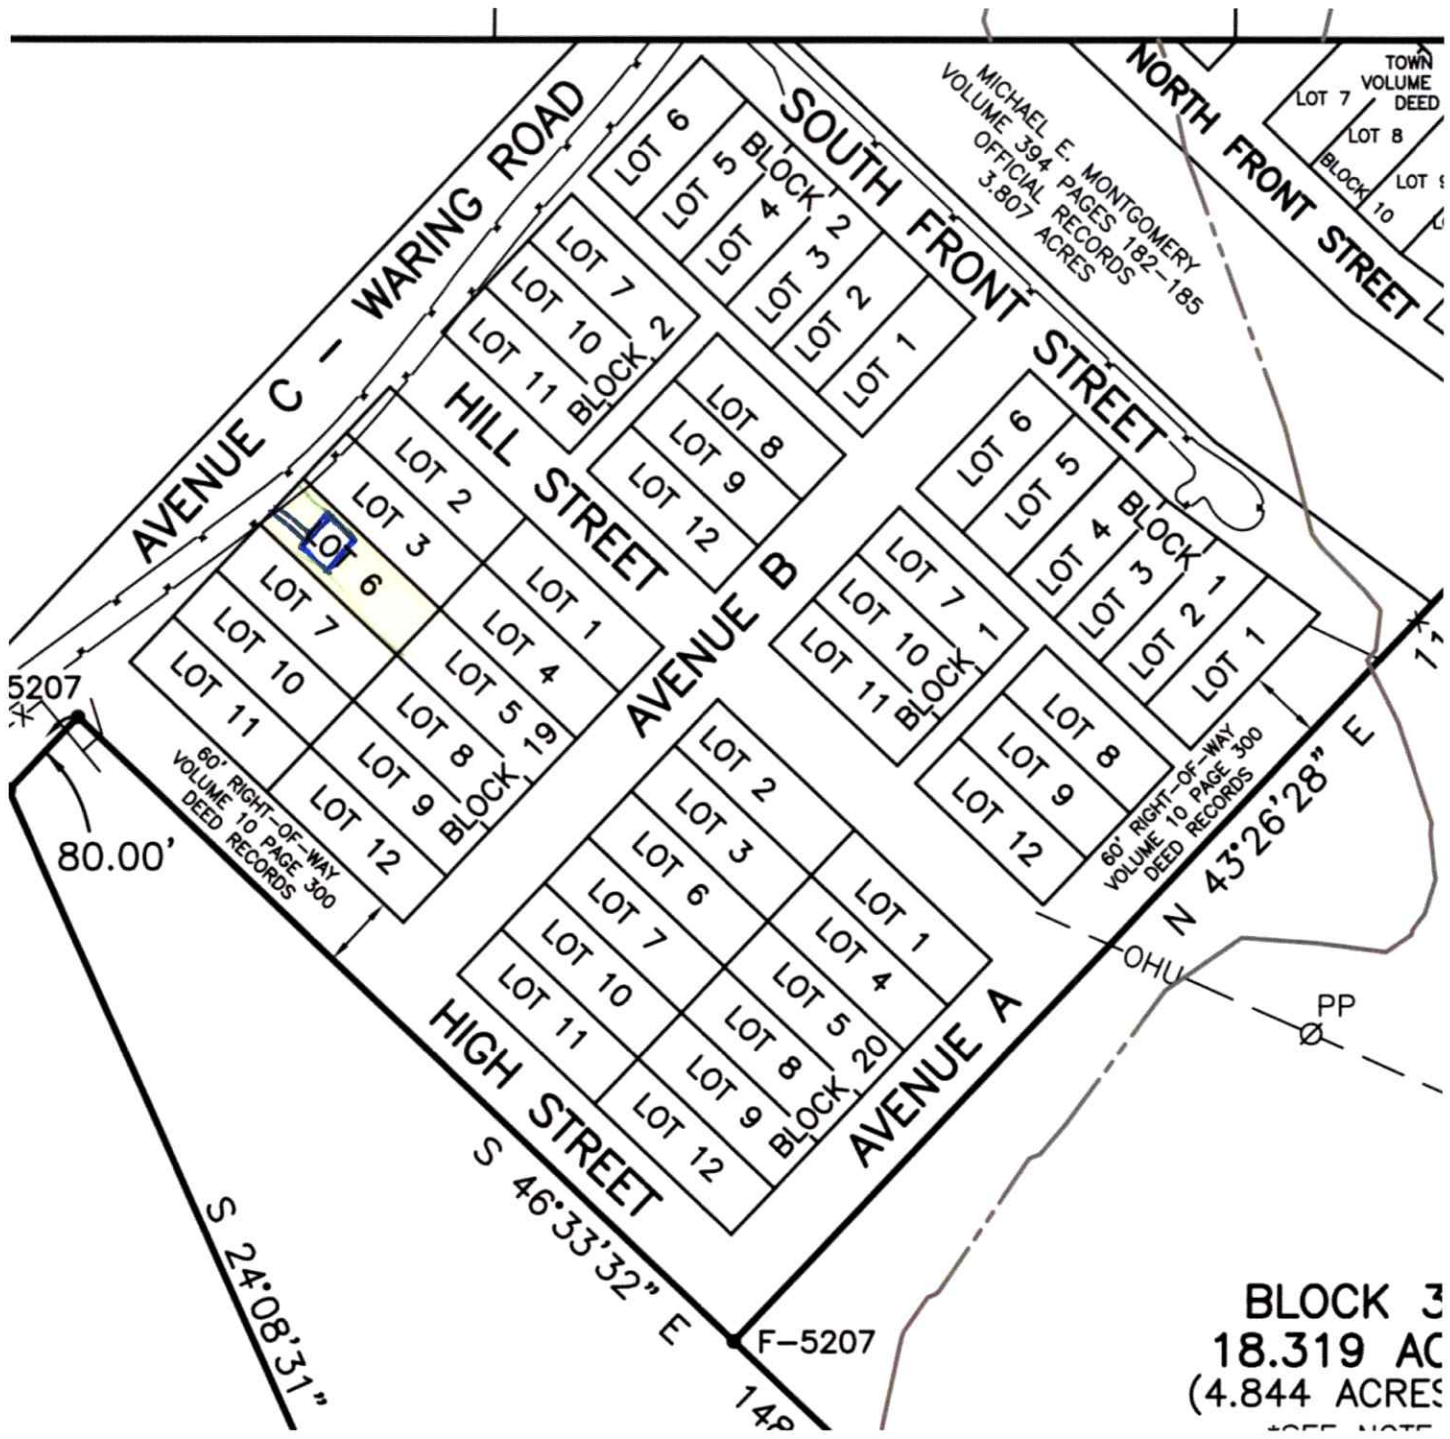 AVENUE C - WARING ROAD
SOUTH FRONT STREET
NORTH FRONT STREET
MICHAEL E. MONTGOMERY
VOLUME 394 PAGES 182-185
OFFICIAL RECORDS
3.807 ACRES
TOWN
VOLUME
DEED
LOT 7
LOT 8
LOT 9
BLOCK 10
LOT 6
LOT 5
LOT 4
LOT 3
LOT 2
LOT 1
BLOCK 2
LOT 7
LOT 10
LOT 11
BLOCK 2
LOT 8
LOT 9
LOT 12
HILL STREET
LOT 2
LOT 3
LOT 6
LOT 7
LOT 10
LOT 11
LOT 1
LOT 4
LOT 5
LOT 8
LOT 9
LOT 12
BLOCK 19
AVENUE B
LOT 6
LOT 5
LOT 4
LOT 3
LOT 2
LOT 1
BLOCK 1
LOT 7
LOT 10
LOT 11
BLOCK 1
LOT 8
LOT 9
LOT 12
5207
80.00'
60' RIGHT-OF-WAY
VOLUME 10 PAGE 300
DEED RECORDS
60' RIGHT-OF-WAY
VOLUME 10 PAGE 300
DEED RECORDS
N 43°26'28" E
LOT 2
LOT 3
LOT 6
LOT 7
LOT 10
LOT 11
LOT 1
LOT 4
LOT 5
LOT 8
LOT 9
LOT 12
BLOCK 20
AVENUE A
HIGH STREET
OHU
PP
S 46°33'32" E
S 24°08'31"
F-5207
148
BLOCK 3
18.319 AC
(4.844 ACRES